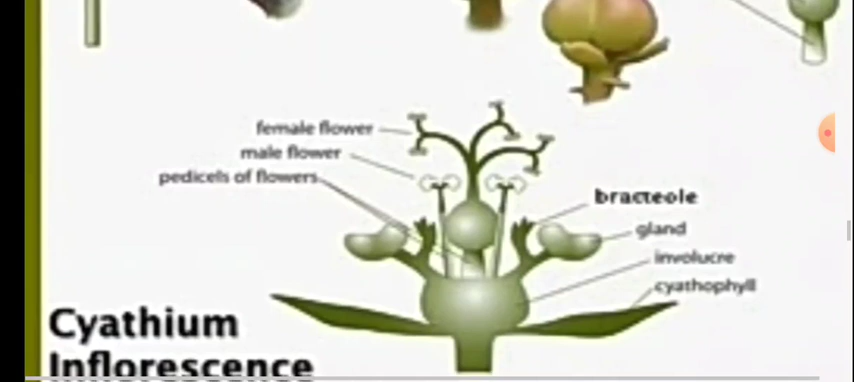 female flower
male flower
pedicels of flowers
bracteole
gland
involucre
cyathophyll
Cyathium
Inflorescence